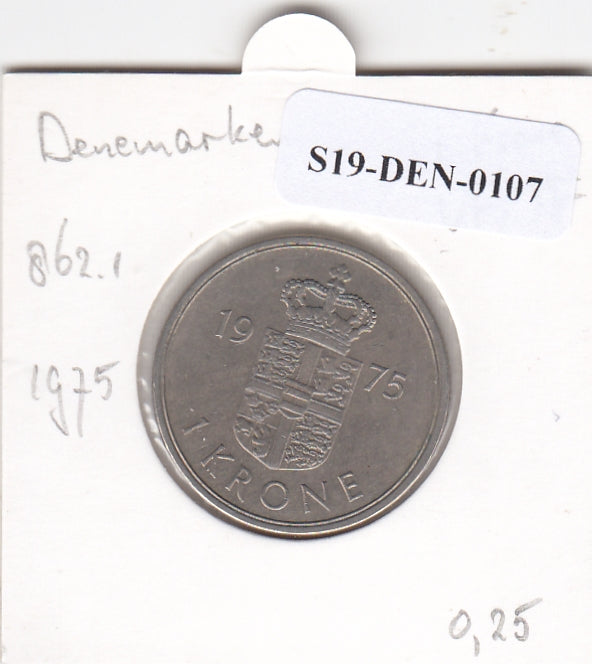 Denemarken
S19-DEN-0107
862.1
1975
19 75
1 KRONE
0,25